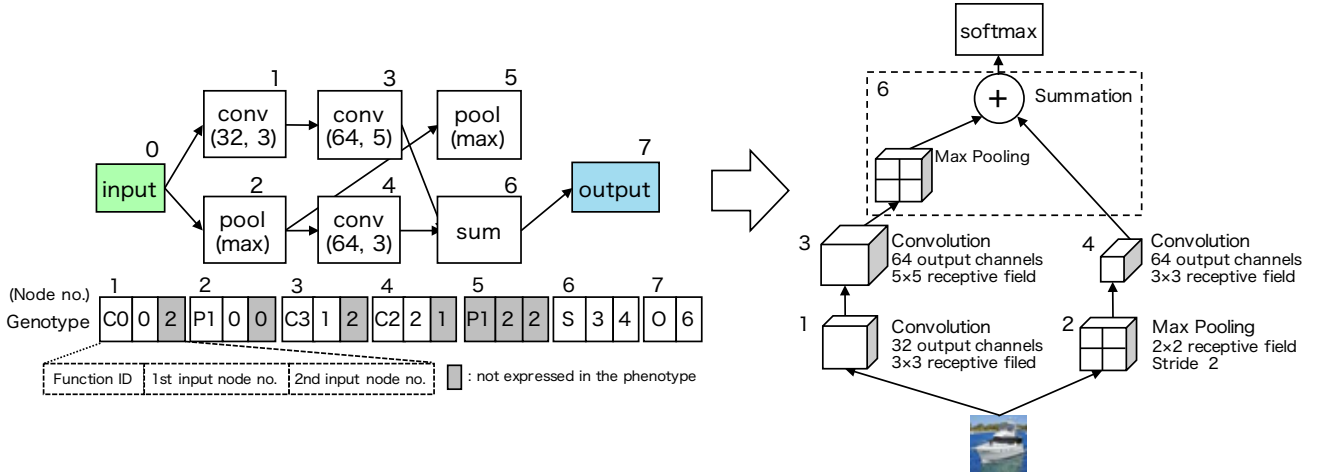 0
input
1
conv
(32, 3)
3
conv
(64, 5)
5
pool
(max)
2
pool
(max)
4
conv
(64, 3)
6
sum
7
output
(Node no.)
1 2 3 4 5 6 7
Genotype
C0 0 2 P1 0 0 C3 1 2 C2 2 1 P1 2 2 S 3 4 O 6
Function ID 1st input node no. 2nd input node no.
: not expressed in the phenotype
softmax
6
+
Summation
Max Pooling
3
Convolution
64 output channels
5×5 receptive field
4
Convolution
64 output channels
3×3 receptive field
1
Convolution
32 output channels
3×3 receptive filed
2
Max Pooling
2×2 receptive field
Stride 2